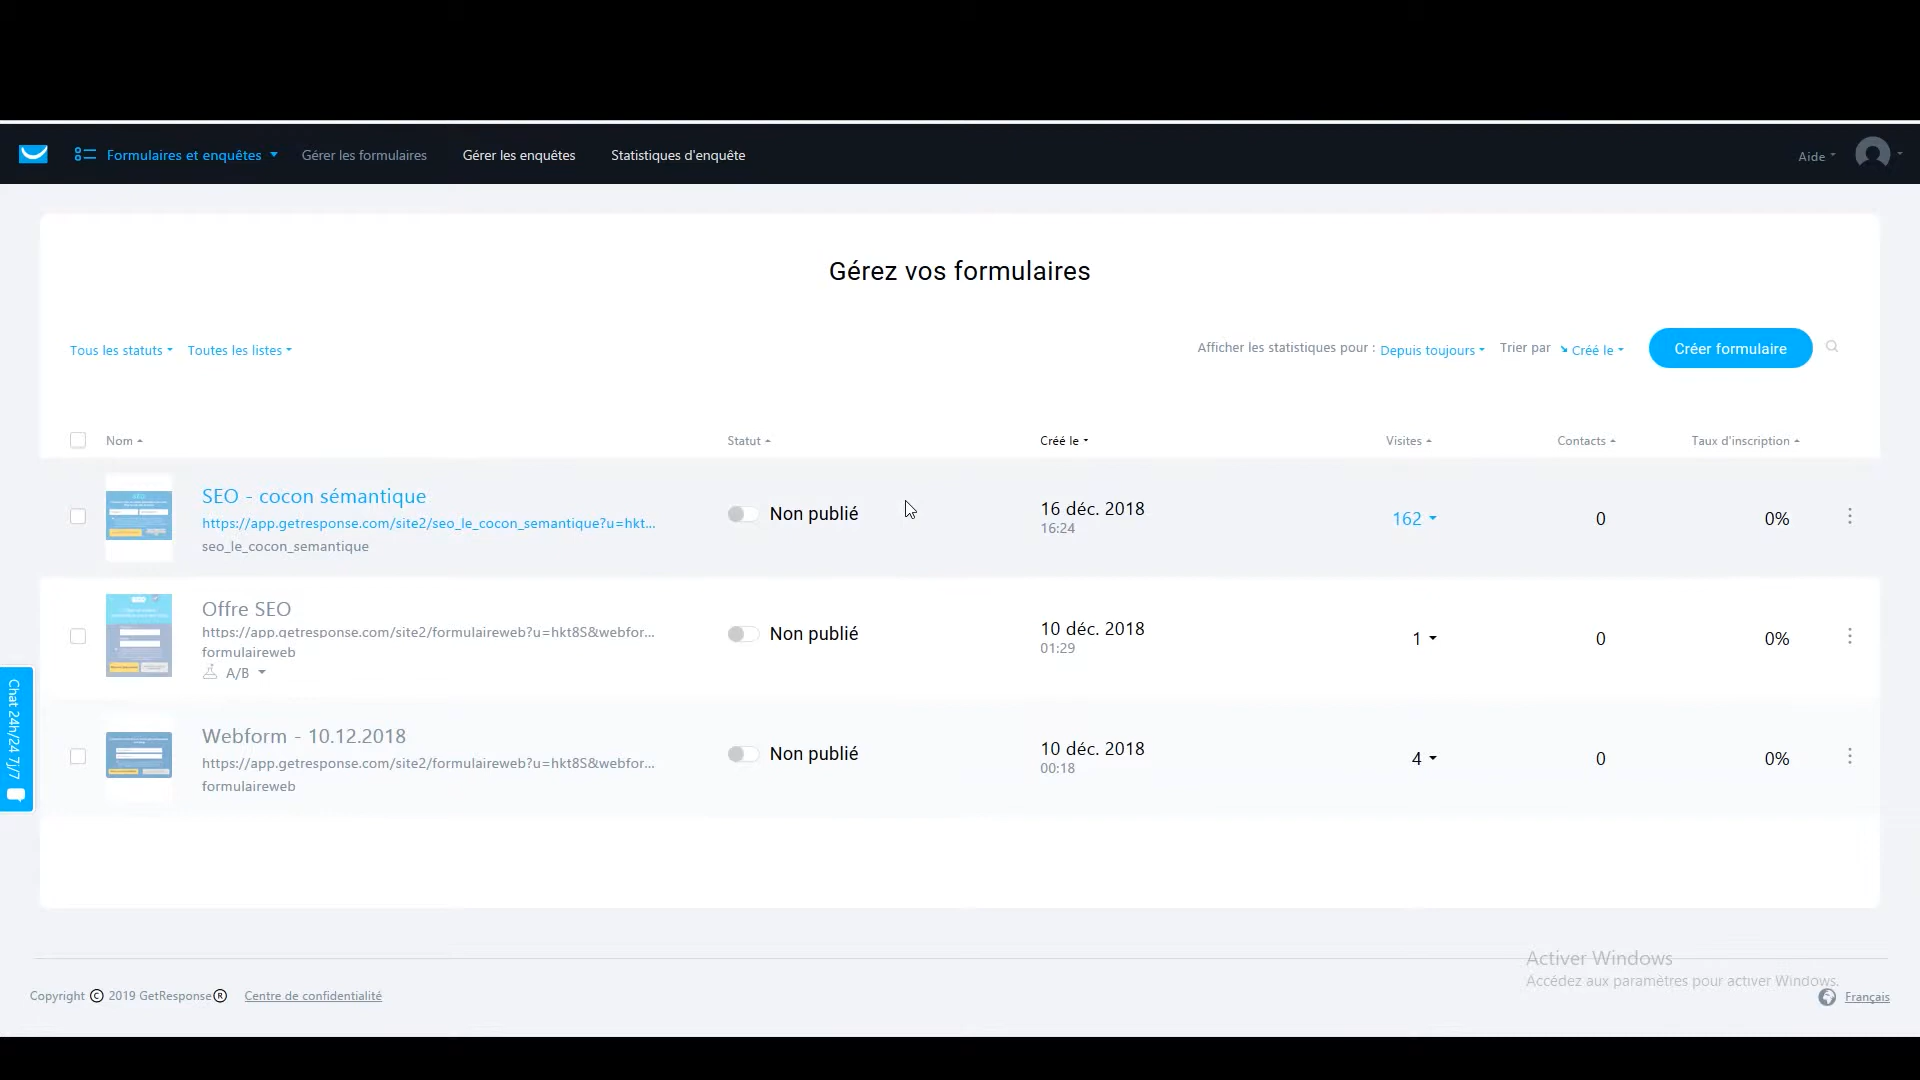 Formulaires et enquêtes Gérer les formulaires Gérer les enquêtes Statistiques d'enquête Aide
Gérez vos formulaires
Tous les statuts Toutes les listes Afficher les statistiques pour : Depuis toujours Trier par Créé le Créer formulaire
Nom Statut Créé le Visites Contacts Taux d'inscription
SEO - cocon sémantique
https://app.getresponse.com/site2/seo_le_cocon_semantique?u=hkt...
seo_le_cocon_semantique
Non publié 16 déc. 2018 162 0 0%
16:24
Offre SEO
https://app.getresponse.com/site2/formulaireweb?u=hkt8S&webfor...
formulaireweb
A/B
Non publié 10 déc. 2018 1 0 0%
01:29
Webform - 10.12.2018
https://app.getresponse.com/site2/formulaireweb?u=hkt8S&webfor...
formulaireweb
Non publié 10 déc. 2018 4 0 0%
00:18
Chat 24h/24 7j/7
Activer Windows
Accédez aux paramètres pour activer Windows.
Copyright © 2019 GetResponse® Centre de confidentialité Français